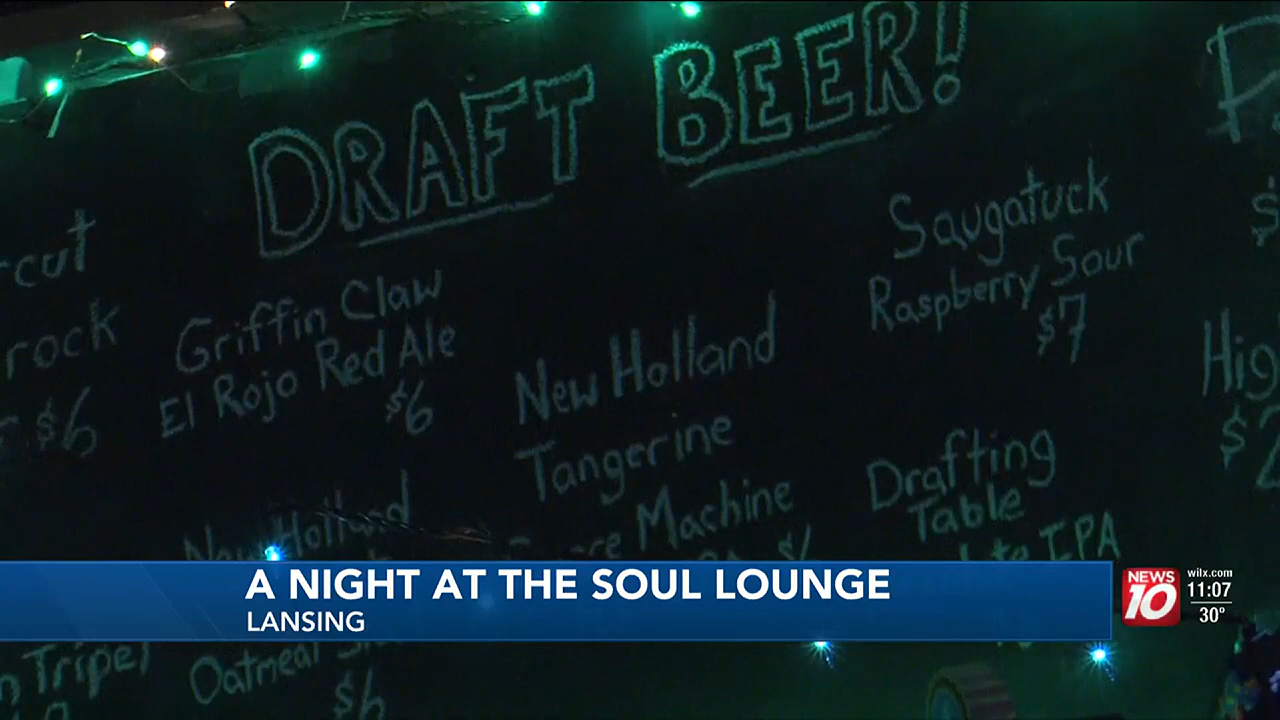 DRAFT BEER!
Saugatuck
Raspberry Sour
$7
cut
rock
$6
Griffin Claw
El Rojo Red Ale
$6
New Holland
Tangerine
Machine
Drafting
Table
IPA
New Holland
Oatmeal
$6
Tripel
Hig
$
A NIGHT AT THE SOUL LOUNGE
LANSING
NEWS
10
wilx.com
11:07
30°